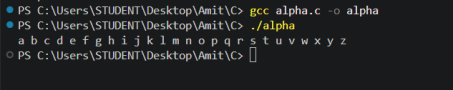 PS C:\Users\STUDENT\Desktop\Amit\C> gcc alpha.c -o alpha
PS C:\Users\STUDENT\Desktop\Amit\C> ./alpha
a b c d e f g h i j k l m n o p q r s t u v w x y z
PS C:\Users\STUDENT\Desktop\Amit\C>